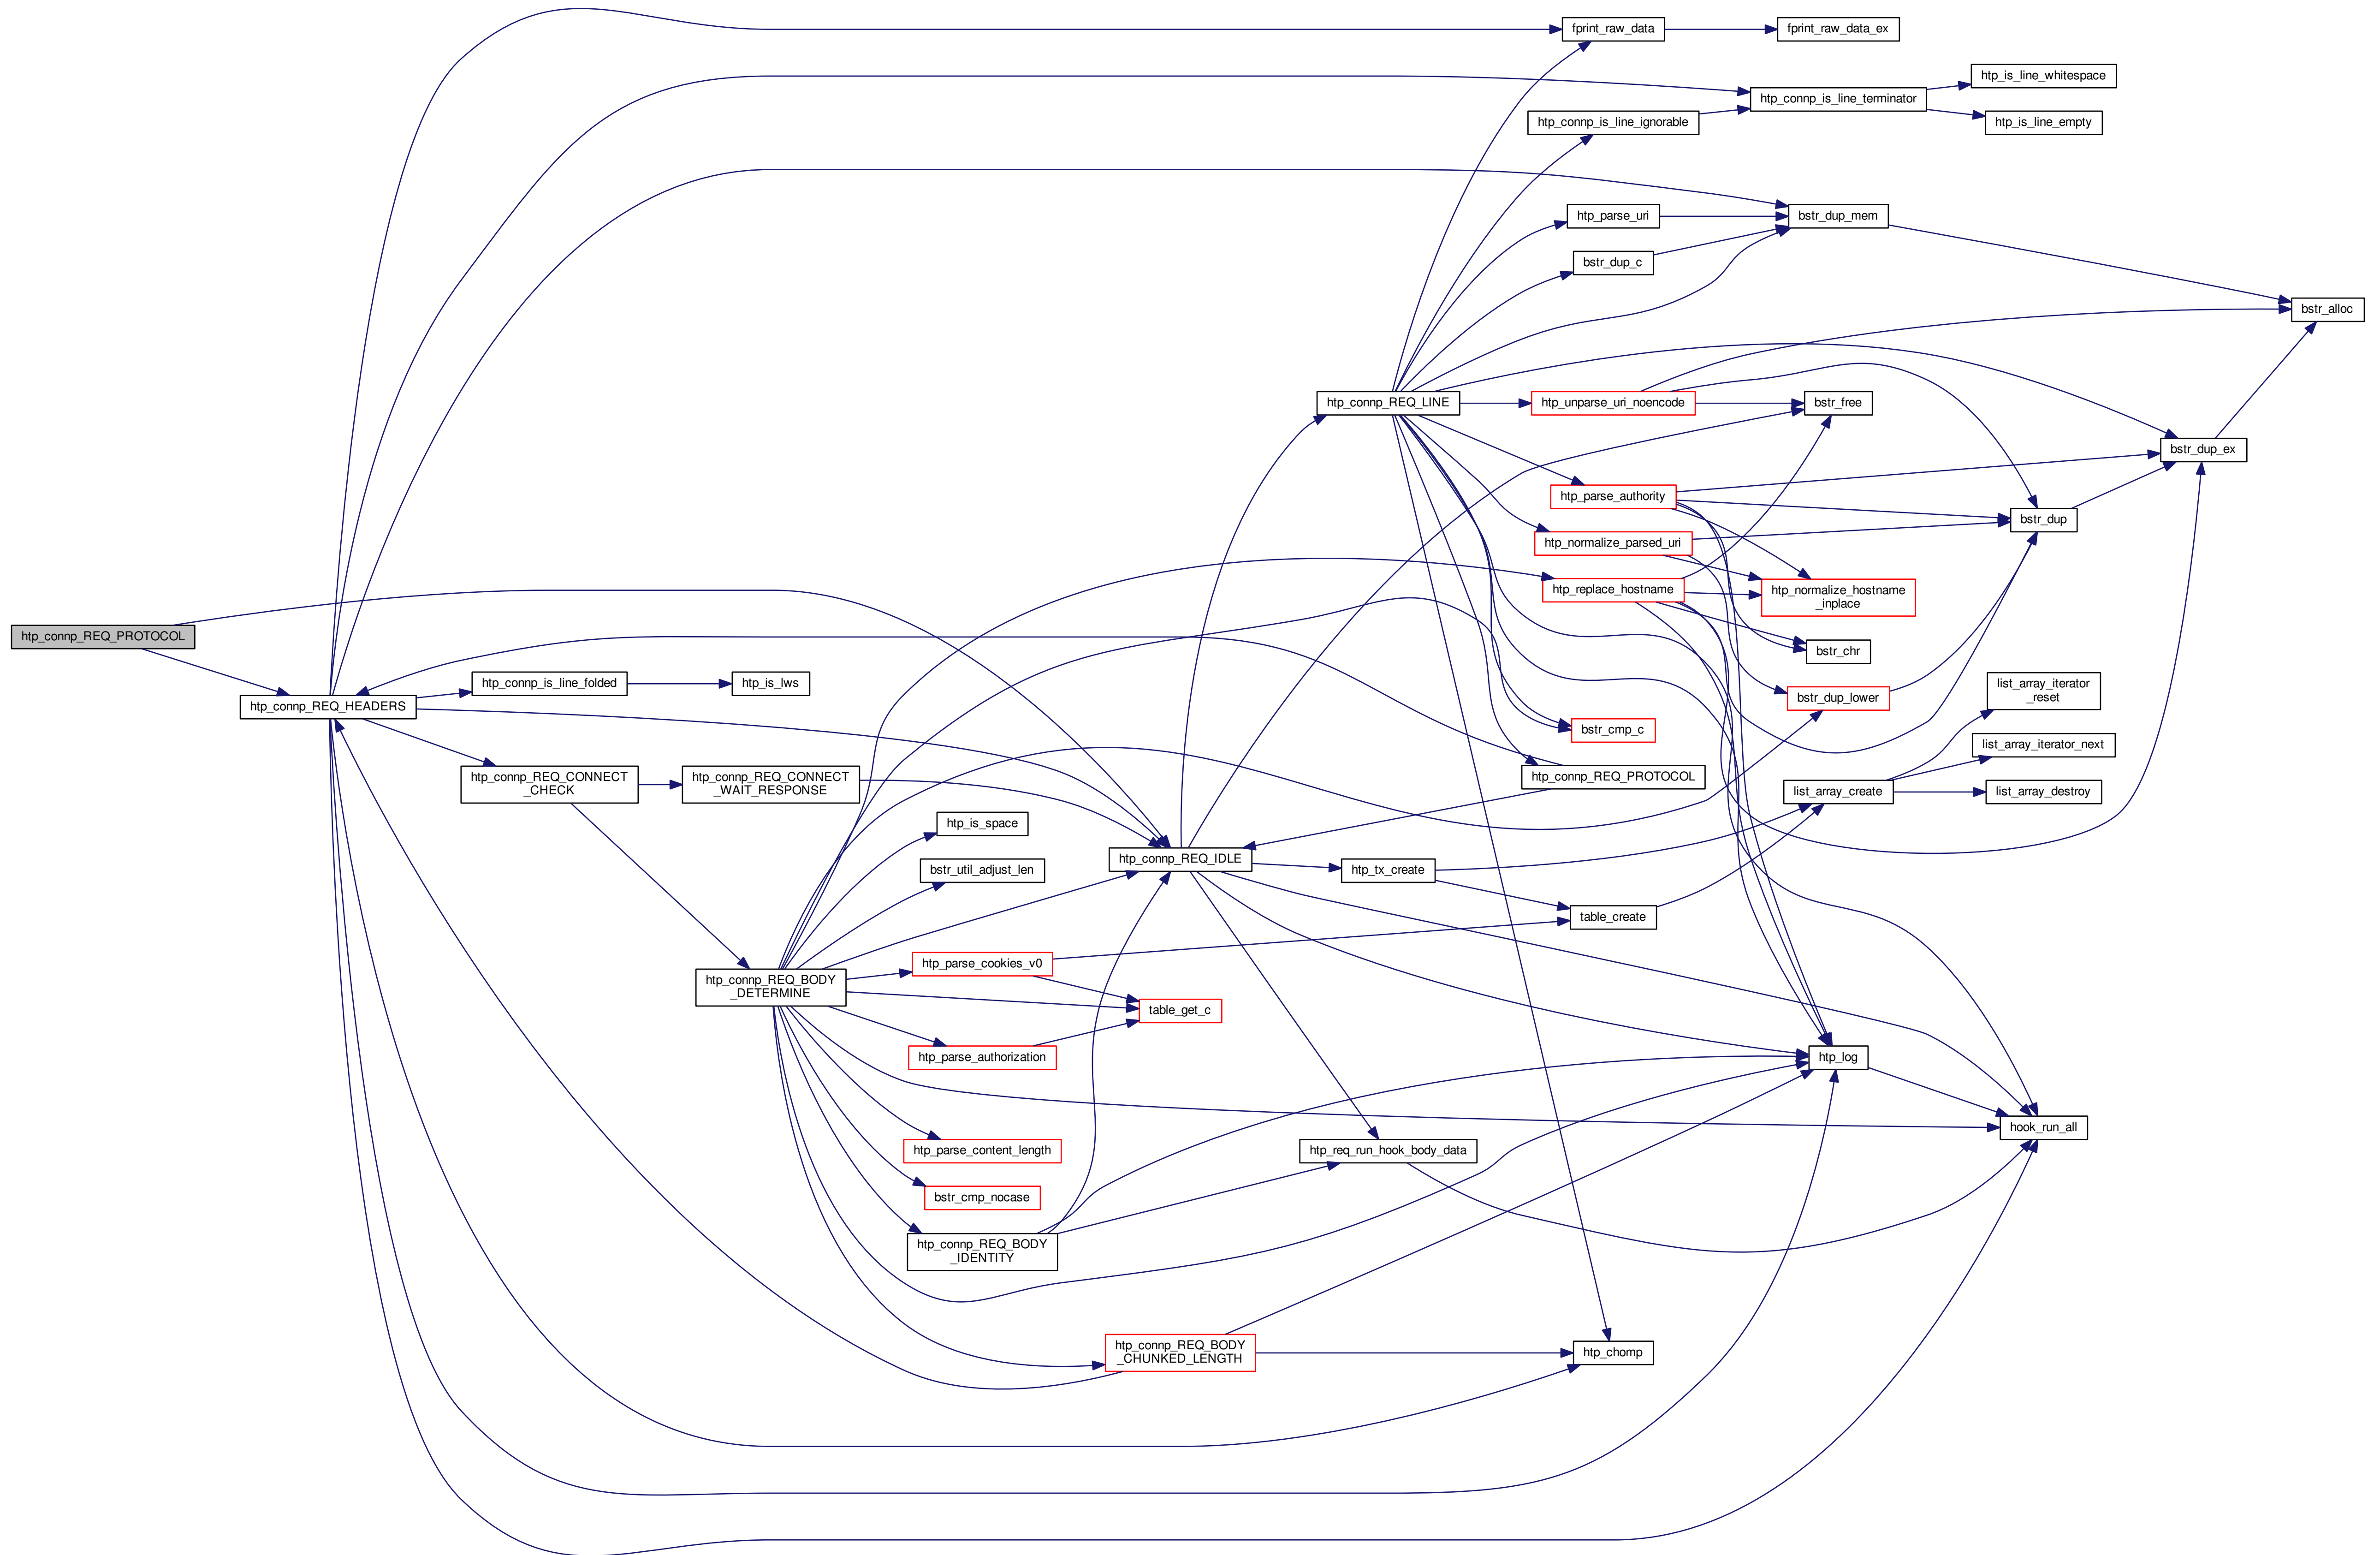 fprint_raw_data
fprint_raw_data_ex
htp_is_line_whitespace
htp_connp_is_line_terminator
htp_connp_is_line_ignorable
htp_is_line_empty
htp_parse_uri
bstr_dup_mem
bstr_dup_c
bstr_alloc
htp_connp_REQ_LINE
htp_unparse_uri_noencode
bstr_free
bstr_dup_ex
htp_parse_authority
bstr_dup
htp_normalize_parsed_uri
htp_replace_hostname
htp_normalize_hostname
_inplace
htp_connp_REQ_PROTOCOL
bstr_chr
htp_connp_is_line_folded
htp_is_lws
list_array_iterator
_reset
bstr_dup_lower
htp_connp_REQ_HEADERS
bstr_cmp_c
list_array_iterator_next
htp_connp_REQ_CONNECT
_CHECK
htp_connp_REQ_CONNECT
_WAIT_RESPONSE
htp_connp_REQ_PROTOCOL
list_array_create
list_array_destroy
htp_is_space
htp_connp_REQ_IDLE
bstr_util_adjust_len
htp_tx_create
table_create
htp_parse_cookies_v0
htp_connp_REQ_BODY
_DETERMINE
table_get_c
htp_parse_authorization
htp_log
hook_run_all
htp_parse_content_length
htp_req_run_hook_body_data
bstr_cmp_nocase
htp_connp_REQ_BODY
_IDENTITY
htp_connp_REQ_BODY
_CHUNKED_LENGTH
htp_chomp